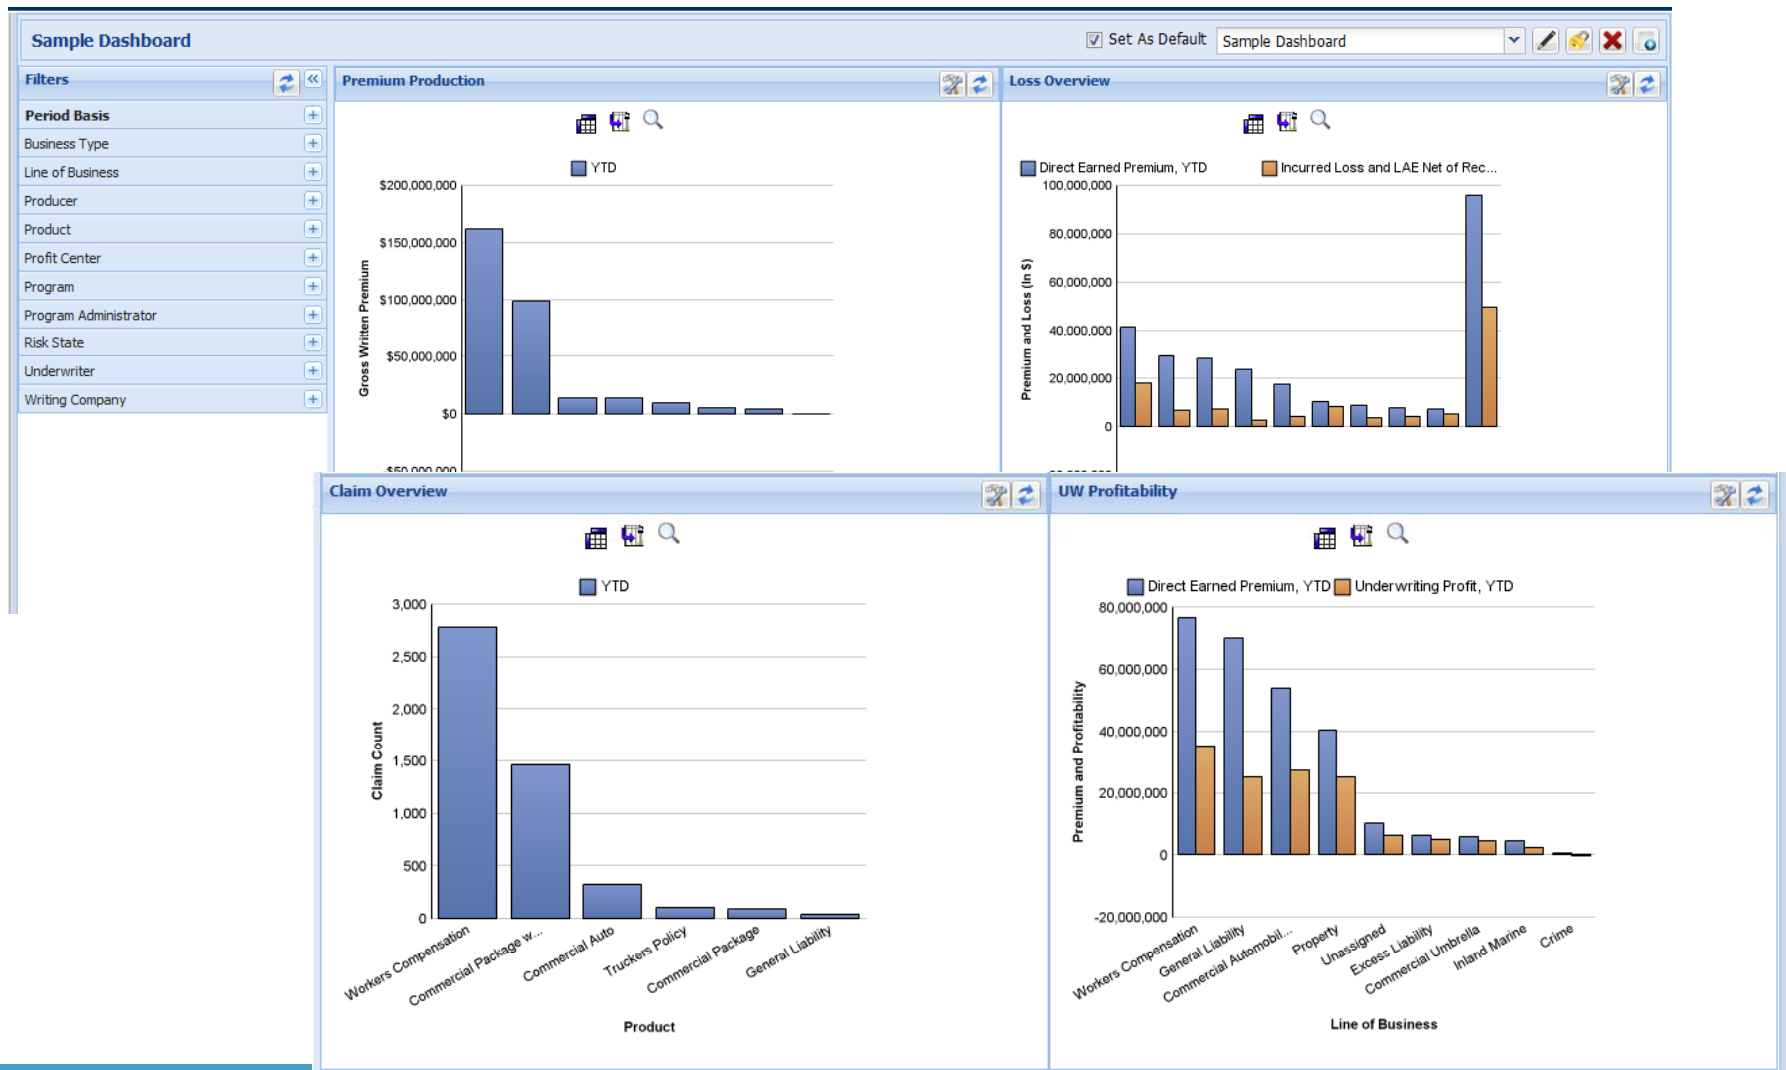 Sample Dashboard
Set As Default
Sample Dashboard
Filters
Period Basis
Business Type
Line of Business
Producer
Product
Profit Center
Program
Program Administrator
Risk State
Underwriter
Writing Company
Premium Production
YTD
$200,000,000
$150,000,000
$100,000,000
$50,000,000
$0
-$50,000,000
Gross Written Premium
Loss Overview
Direct Earned Premium, YTD
Incurred Loss and LAE Net of Rec...
100,000,000
80,000,000
60,000,000
40,000,000
20,000,000
0
Premium and Loss (In $)
Claim Overview
YTD
3,000
2,500
2,000
1,500
1,000
500
0
Claim Count
Workers Compensation
Commercial Package w...
Commercial Auto
Truckers Policy
Commercial Package
General Liability
Product
UW Profitability
Direct Earned Premium, YTD
Underwriting Profit, YTD
80,000,000
60,000,000
40,000,000
20,000,000
0
-20,000,000
Premium and Profitability
Workers Compensation
General Liability
Commercial Automobil...
Property
Unassigned
Excess Liability
Commercial Umbrella
Inland Marine
Crime
Line of Business